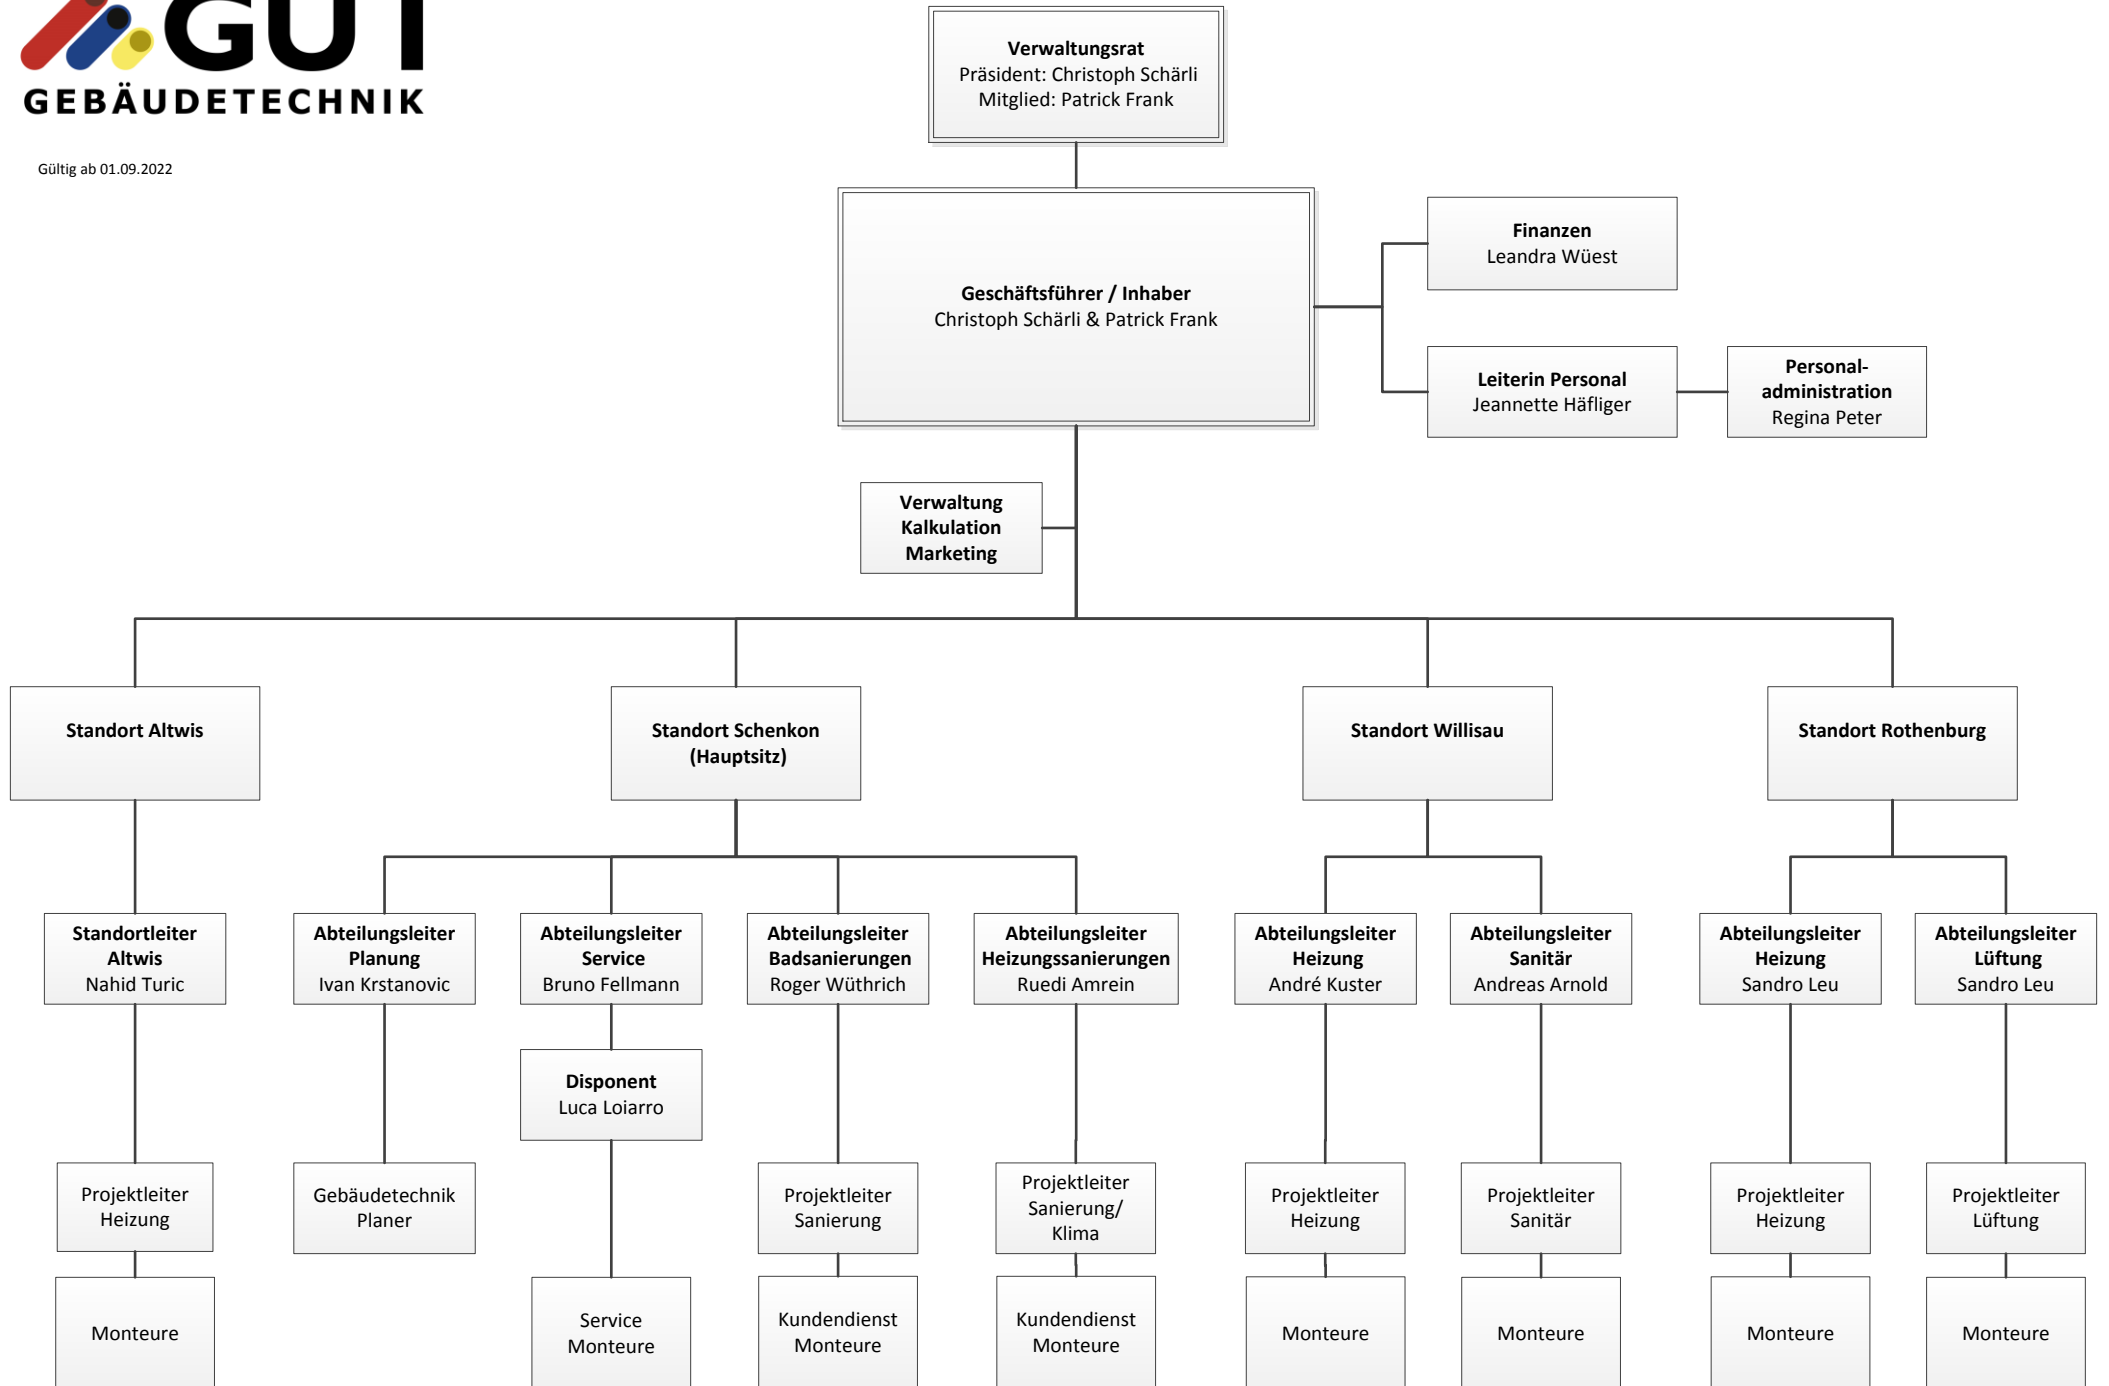 GUT
GEBÄUDETECHNIK
Gültig ab 01.09.2022
Verwaltungsrat
Präsident: Christoph Schärli
Mitglied: Patrick Frank
Geschäftsführer / Inhaber
Christoph Schärli & Patrick Frank
Finanzen
Leandra Wüest
Leiterin Personal
Jeannette Häfliger
Personal-
administration
Regina Peter
Verwaltung
Kalkulation
Marketing
Standort Altwis
Standort Schenkon
(Hauptsitz)
Standort Willisau
Standort Rothenburg
Standortleiter
Altwis
Nahid Turic
Abteilungsleiter
Planung
Ivan Krstanovic
Abteilungsleiter
Service
Bruno Fellmann
Abteilungsleiter
Badsanierungen
Roger Wüthrich
Abteilungsleiter
Heizungssanierungen
Ruedi Amrein
Abteilungsleiter
Heizung
André Kuster
Abteilungsleiter
Sanitär
Andreas Arnold
Abteilungsleiter
Heizung
Sandro Leu
Abteilungsleiter
Lüftung
Sandro Leu
Disponent
Luca Loiarro
Projektleiter
Heizung
Gebäudetechnik
Planer
Projektleiter
Sanierung
Projektleiter
Sanierung/
Klima
Projektleiter
Heizung
Projektleiter
Sanitär
Projektleiter
Heizung
Projektleiter
Lüftung
Monteure
Service
Monteure
Kundendienst
Monteure
Kundendienst
Monteure
Monteure
Monteure
Monteure
Monteure